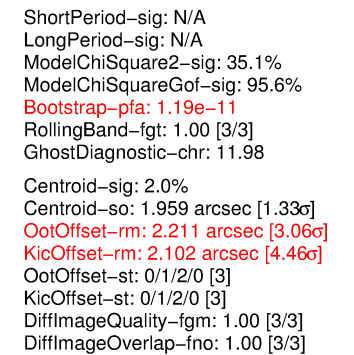 ShortPeriod−sig: N/A
LongPeriod−sig: N/A
ModelChiSquare2−sig: 35.1%
ModelChiSquareGof−sig: 95.6%
Bootstrap−pfa: 1.19e−11
RollingBand−fgt: 1.00 [3/3]
GhostDiagnostic−chr: 11.98
Centroid−sig: 2.0%
Centroid−so: 1.959 arcsec [1.33σ]
OotOffset−rm: 2.211 arcsec [3.06σ]
KicOffset−rm: 2.102 arcsec [4.46σ]
OotOffset−st: 0/1/2/0 [3]
KicOffset−st: 0/1/2/0 [3]
DiffImageQuality−fgm: 1.00 [3/3]
DiffImageOverlap−fno: 1.00 [3/3]